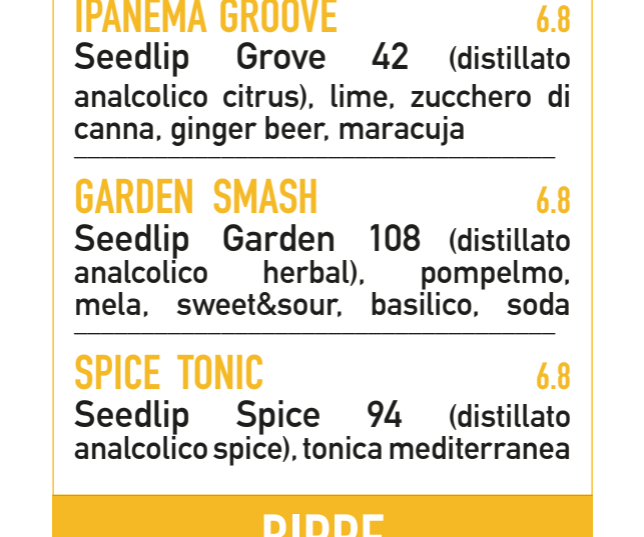 IPANEMA GROOVE 6.8
Seedlip Grove 42 (distillato
analcolico citrus), lime, zucchero di
canna, ginger beer, maracuja
GARDEN SMASH 6.8
Seedlip Garden 108 (distillato
analcolico herbal), pompelmo,
mela, sweet&sour, basilico, soda
SPICE TONIC 6.8
Seedlip Spice 94 (distillato
analcolico spice), tonica mediterranea
BIRRE